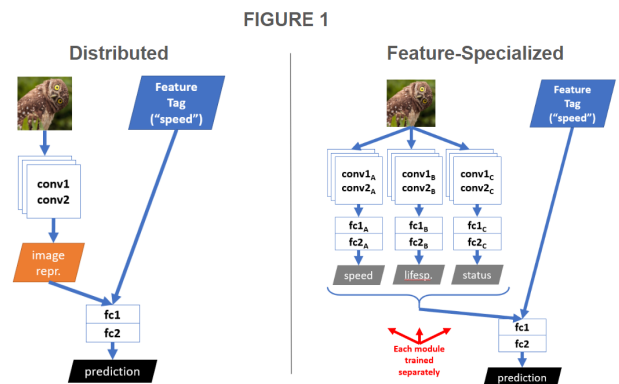 FIGURE 1
Distributed
Feature
Tag
("speed")
conv1
conv2
image
repr.
fc1
fc2
prediction
Feature-Specialized
Feature
Tag
("speed")
conv1A
conv2A
conv1B
conv2B
conv1C
conv2C
fc1A
fc2A
fc1B
fc2B
fc1C
fc2C
speed
lifesp.
status
Each module
trained
separately
fc1
fc2
prediction